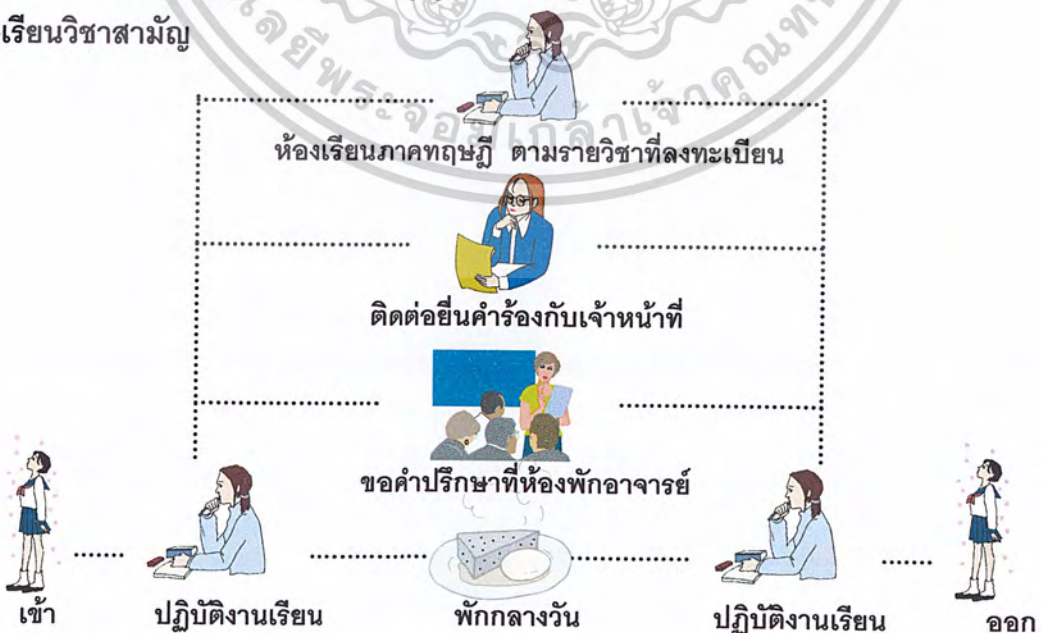 เรียนวิชาสามัญ
ห้องเรียนภาคทฤษฎี ตามรายวิชาที่ลงทะเบียน
ติดต่อยื่นคำร้องกับเจ้าหน้าที่
ขอคำปรึกษาที่ห้องพักอาจารย์
เข้า ปฏิบัติงานเรียน พักกลางวัน ปฏิบัติงานเรียน ออก